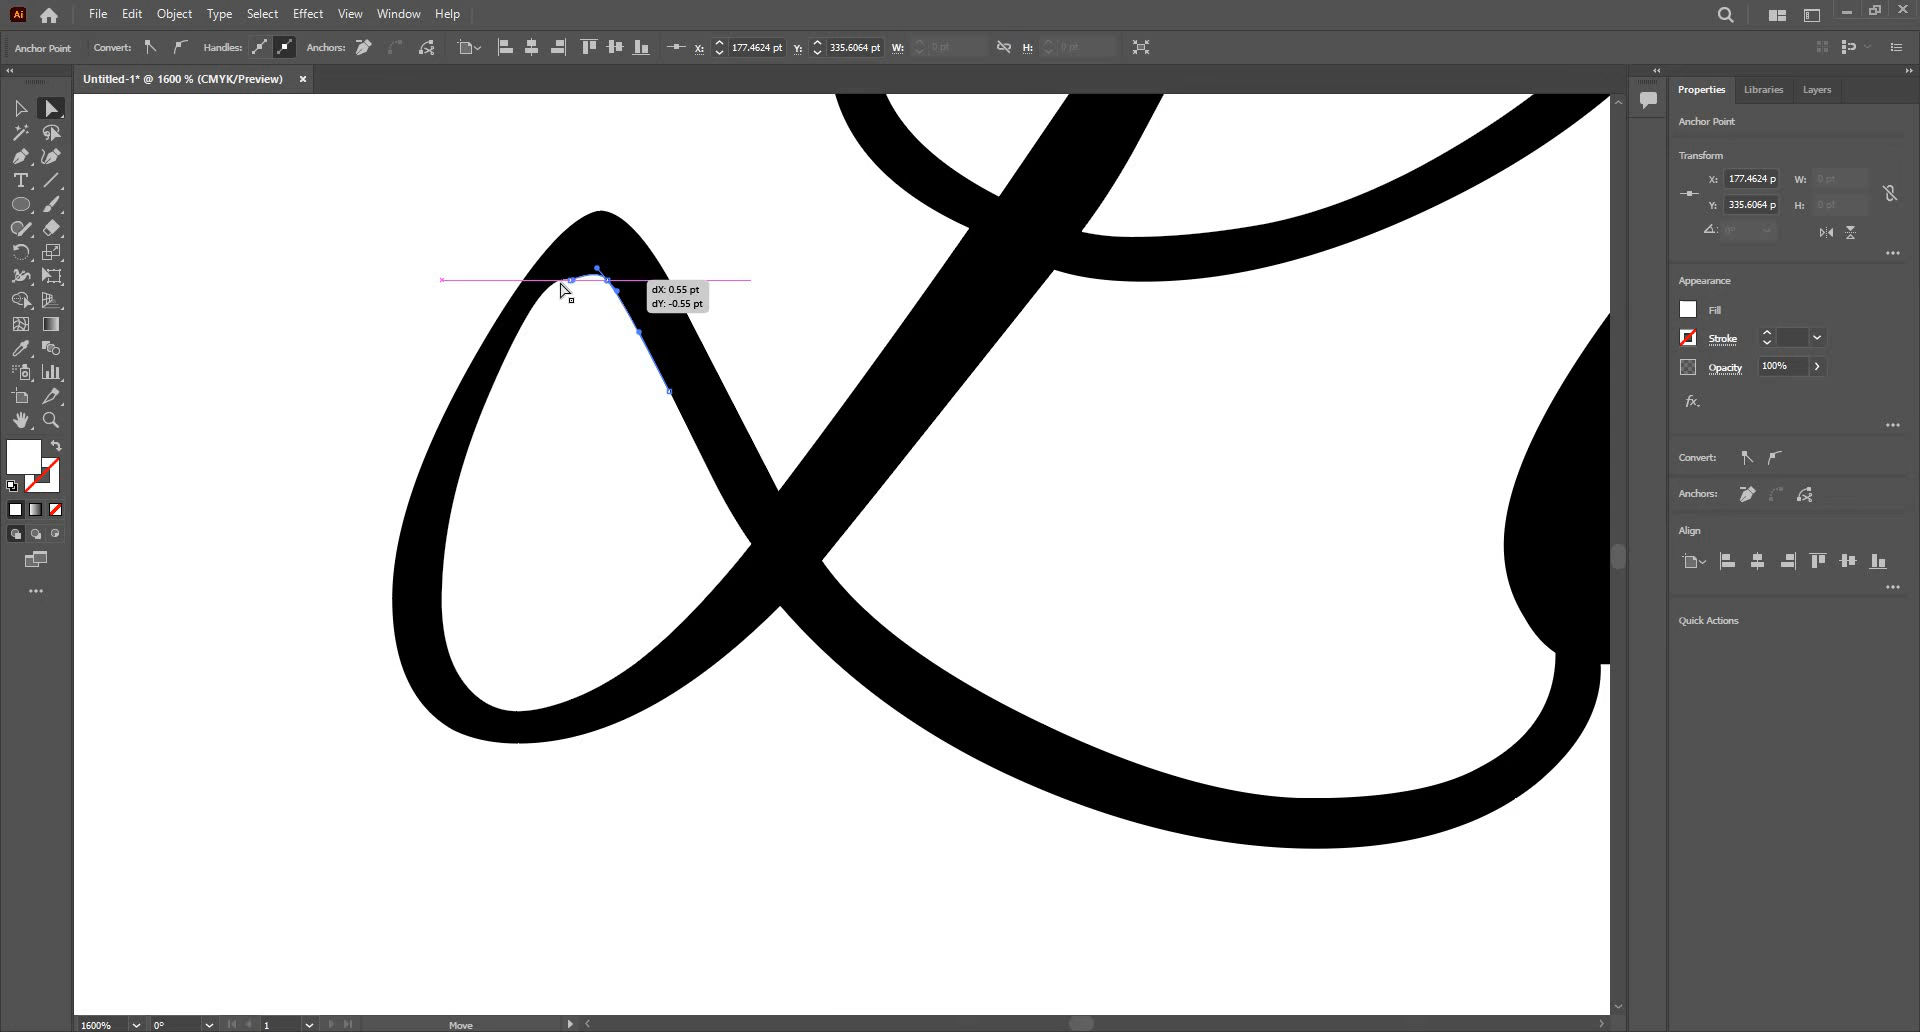 Ai File Edit Object Type Select Effect View Window Help
Anchor Point Convert: Handles: Anchors: X: 177.4624 pt Y: 335.6064 pt W: 0 pt H: 0 pt
Untitled-1* @ 1600 % (CMYK/Preview) ×
Properties Libraries Layers
Anchor Point
Transform
X: 177.4624 p W: 0 pt
Y: 335.6064 p H: 0 pt
0°
Appearance
Fill
Stroke
Opacity 100%
fx.
Convert:
Anchors:
Align
Quick Actions
dX: 0.55 pt
dY: -0.55 pt
1600% 0° 1 Move